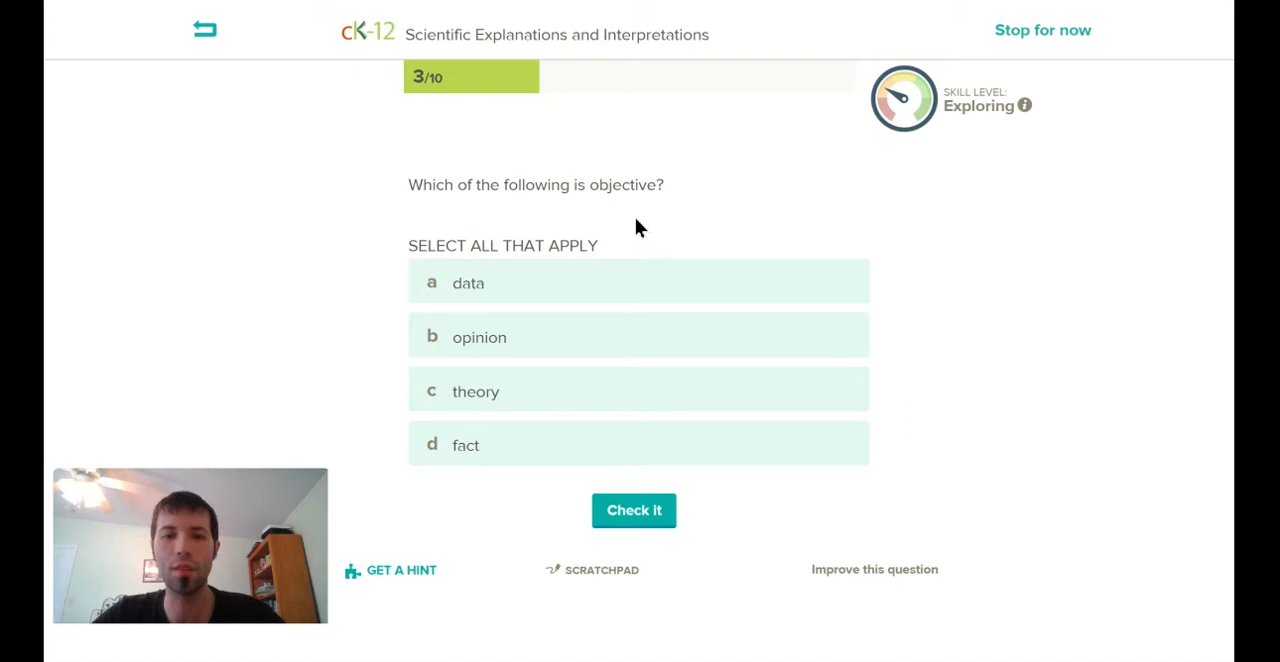 cK-12 Scientific Explanations and Interpretations
Stop for now
3/10
SKILL LEVEL:
Exploring i
Which of the following is objective?
SELECT ALL THAT APPLY
a data
b opinion
c theory
d fact
Check it
GET A HINT
SCRATCHPAD
Improve this question